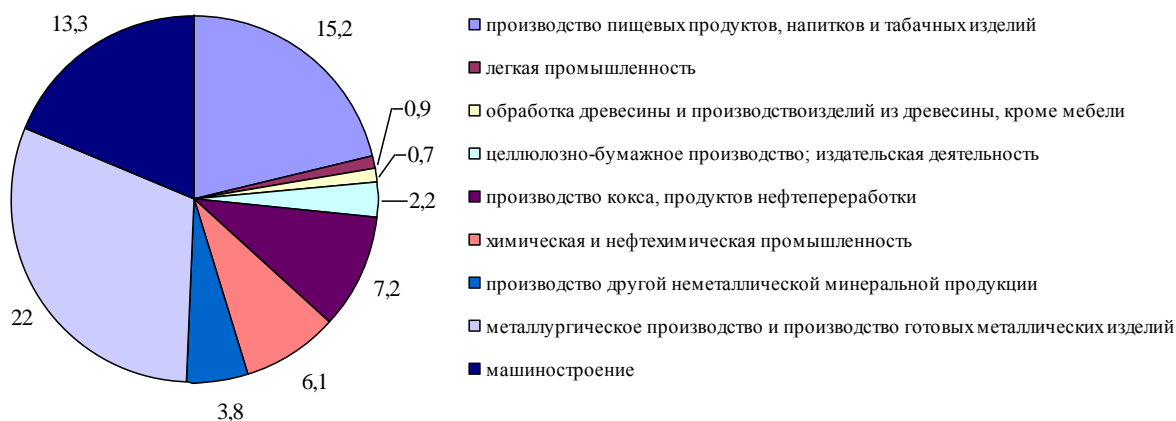 13,3
15,2
0,9
0,7
2,2
7,2
6,1
3,8
22
производство пищевых продуктов, напитков и табачных изделий
легкая промышленность
обработка древесины и производствоизделий из древесины, кроме мебели
целлюлозно-бумажное производство; издательская деятельность
производство кокса, продуктов нефтепереработки
химическая и нефтехимическая промышленность
производство другой неметаллической минеральной продукции
металлургическое производство и производство готовых металлических изделий
машиностроение